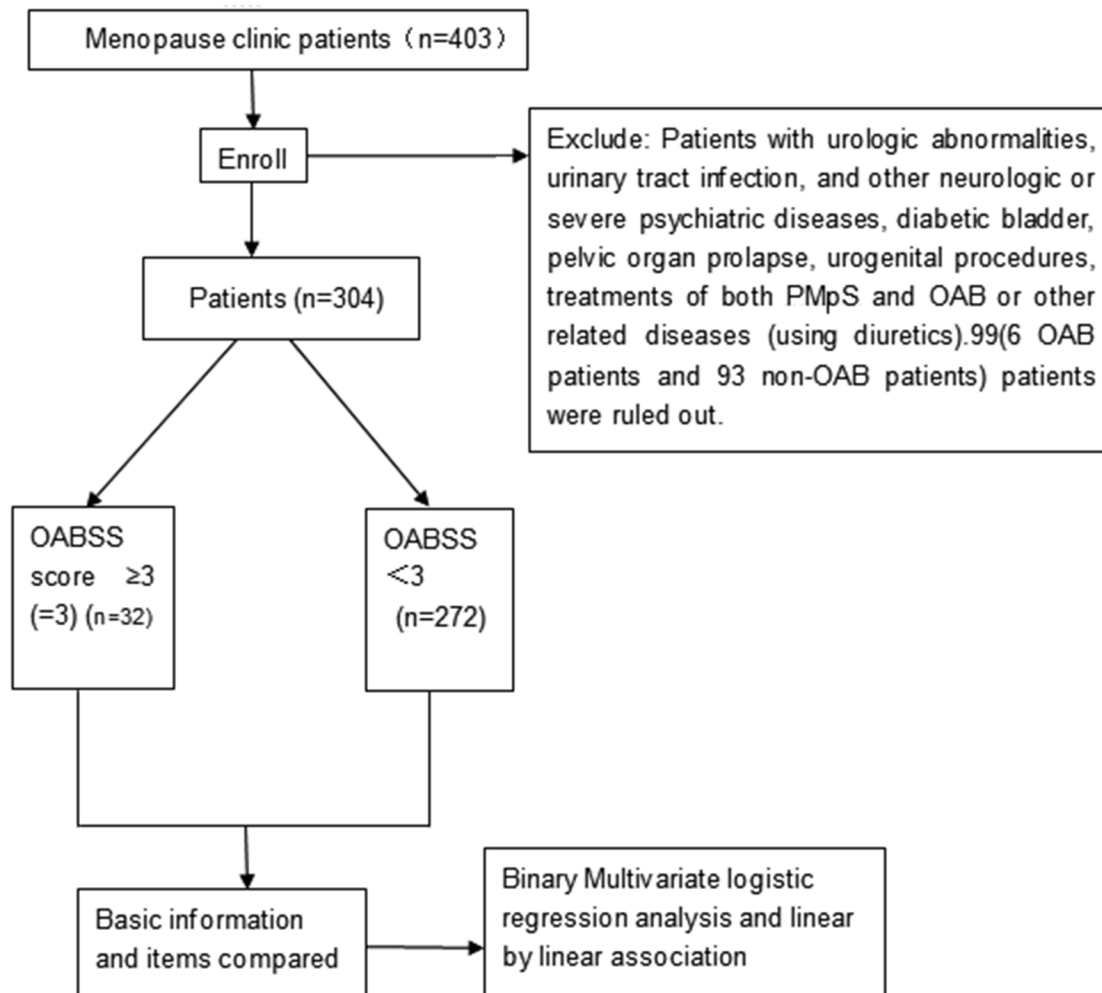 Menopause clinic patients（n=403）
Enroll
Exclude: Patients with urologic abnormalities,
urinary tract infection, and other neurologic or
severe psychiatric diseases, diabetic bladder,
pelvic organ prolapse, urogenital procedures,
treatments of both PMpS and OAB or other
related diseases (using diuretics).99(6 OAB
patients and 93 non-OAB patients) patients
were ruled out.
Patients (n=304)
OABSS
score ≥3
(=3) (n=32)
OABSS
＜3
(n=272)
Basic information
and items compared
Binary Multivariate logistic
regression analysis and linear
by linear association